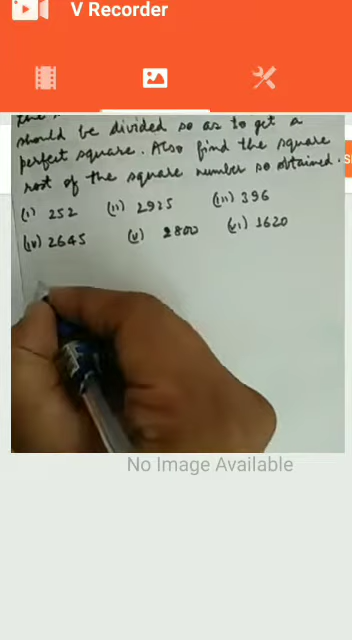 V Recorder
the
should be divided so as to get a
perfect square. Also find the square
root of the square number so obtained.
(i) 252 (ii) 2925 (iii) 396
(iv) 2645 (v) 2800 (vi) 1620
No Image Available